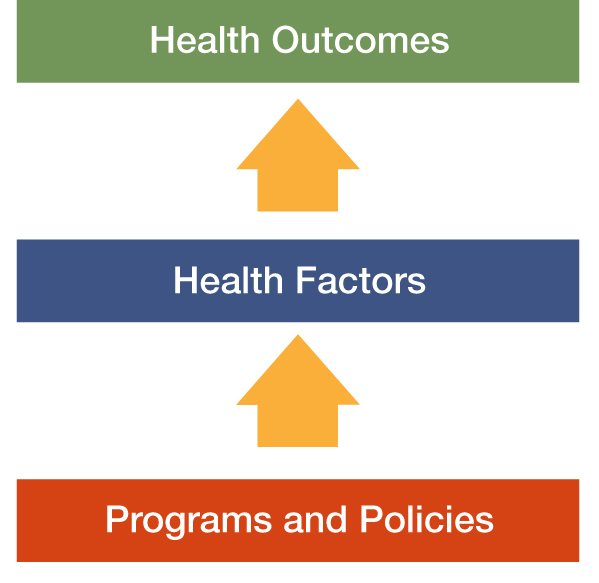 Health Outcomes
Health Factors
Programs and Policies